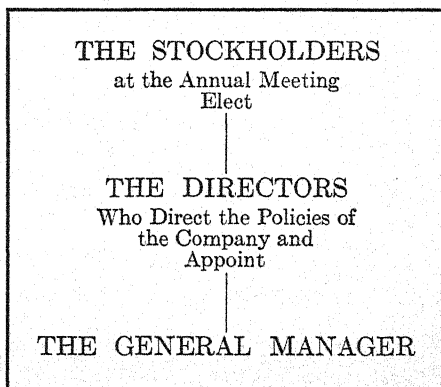 THE STOCKHOLDERS
at the Annual Meeting
Elect
THE DIRECTORS
Who Direct the Policies of
the Company and
Appoint
THE GENERAL MANAGER